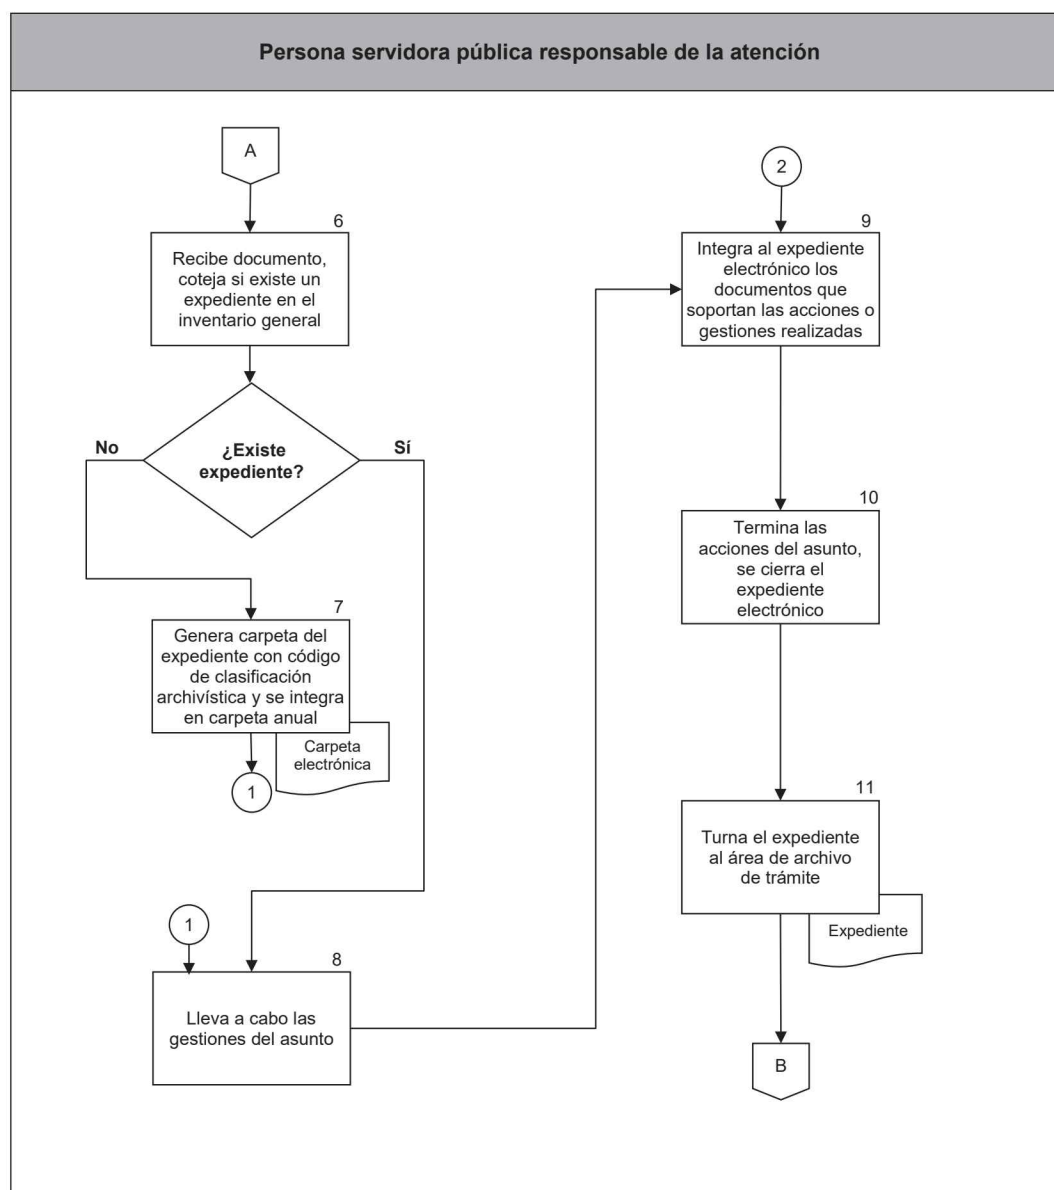 Persona servidora pública responsable de la atención
A
6
Recibe documento,
coteja si existe un
expediente en el
inventario general
No
¿Existe
expediente?
Sí
7
Genera carpeta del
expediente con código
de clasificación
archivística y se integra
en carpeta anual
Carpeta
electrónica
1
1
8
Lleva a cabo las
gestiones del asunto
2
9
Integra al expediente
electrónico los
documentos que
soportan las acciones o
gestiones realizadas
10
Termina las
acciones del asunto,
se cierra el
expediente
electrónico
11
Turna el expediente
al área de archivo
de trámite
Expediente
B